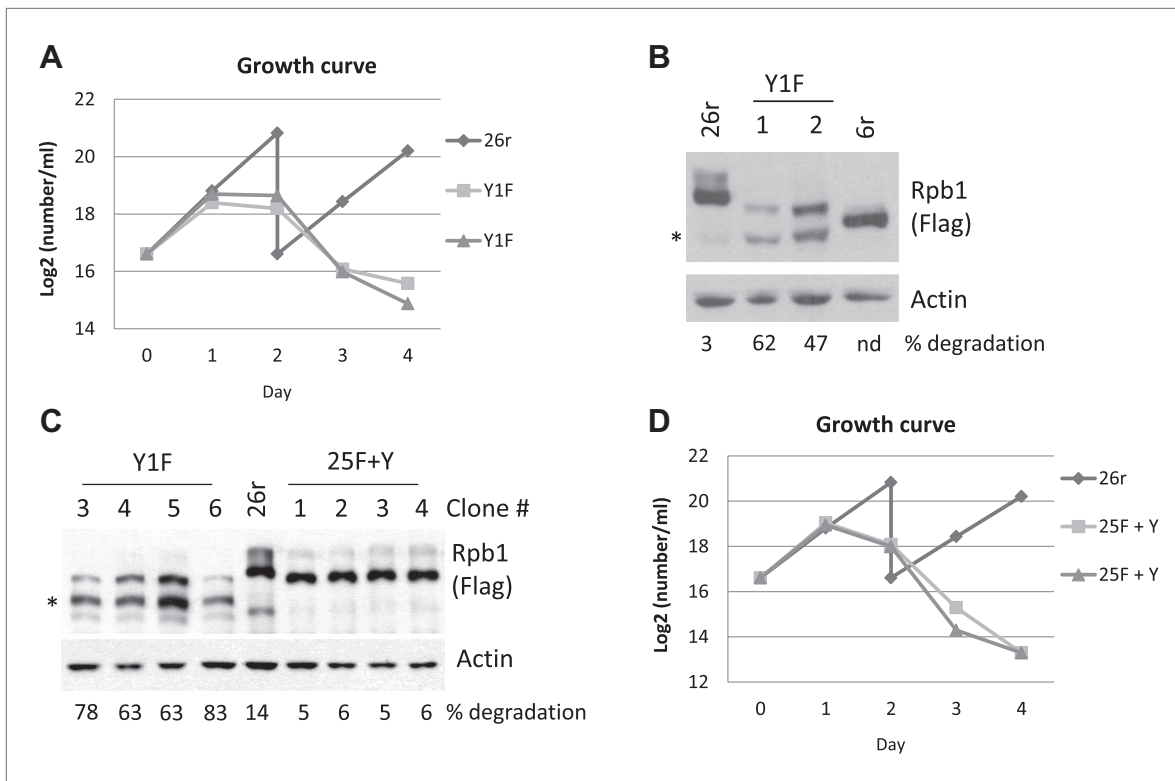 A
Growth curve
22
20
18
16
14
Log2 (number/ml)
0 1 2 3 4
Day
26r
Y1F
Y1F
B
Y1F
26r 1 2 6r
Rpb1
(Flag)
*
Actin
3 62 47 nd % degradation
C
Y1F 25F+Y
3 4 5 6 26r 1 2 3 4 Clone #
Rpb1
(Flag)
*
Actin
78 63 63 83 14 5 6 5 6 % degradation
D
Growth curve
22
20
18
16
14
12
Log2 (number/ml)
0 1 2 3 4
Day
26r
25F + Y
25F + Y